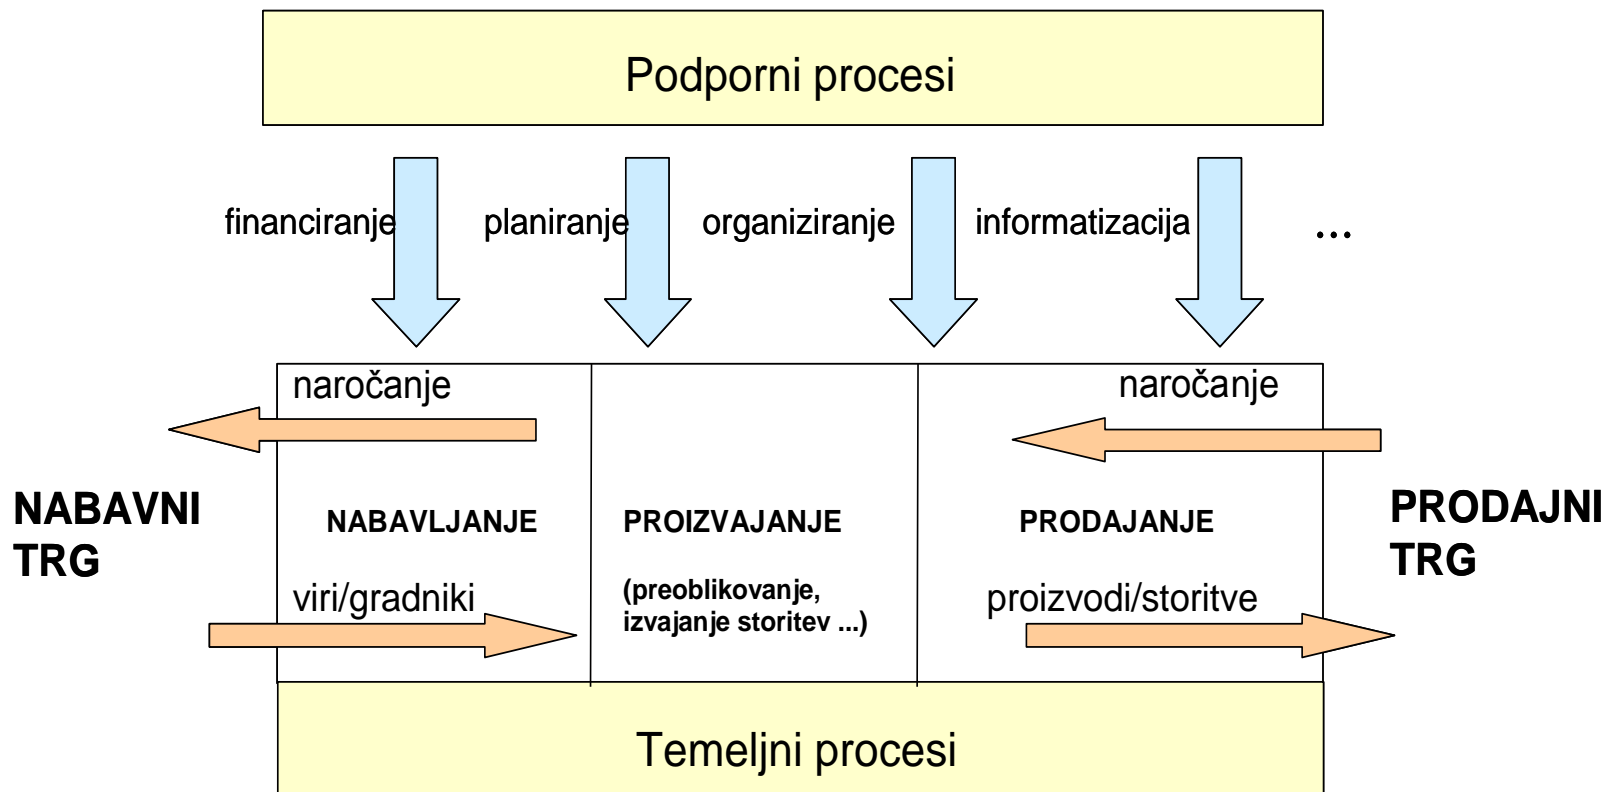 Podporni procesi
financiranje
planiranje
organiziranje
informatizacija
...
naročanje
naročanje
NABAVNI
TRG
NABAVLJANJE
PROIZVAJANJE
PRODAJANJE
PRODAJNI
TRG
viri/gradniki
(preoblikovanje,
izvajanje storitev ...)
proizvodi/storitve
Temeljni procesi